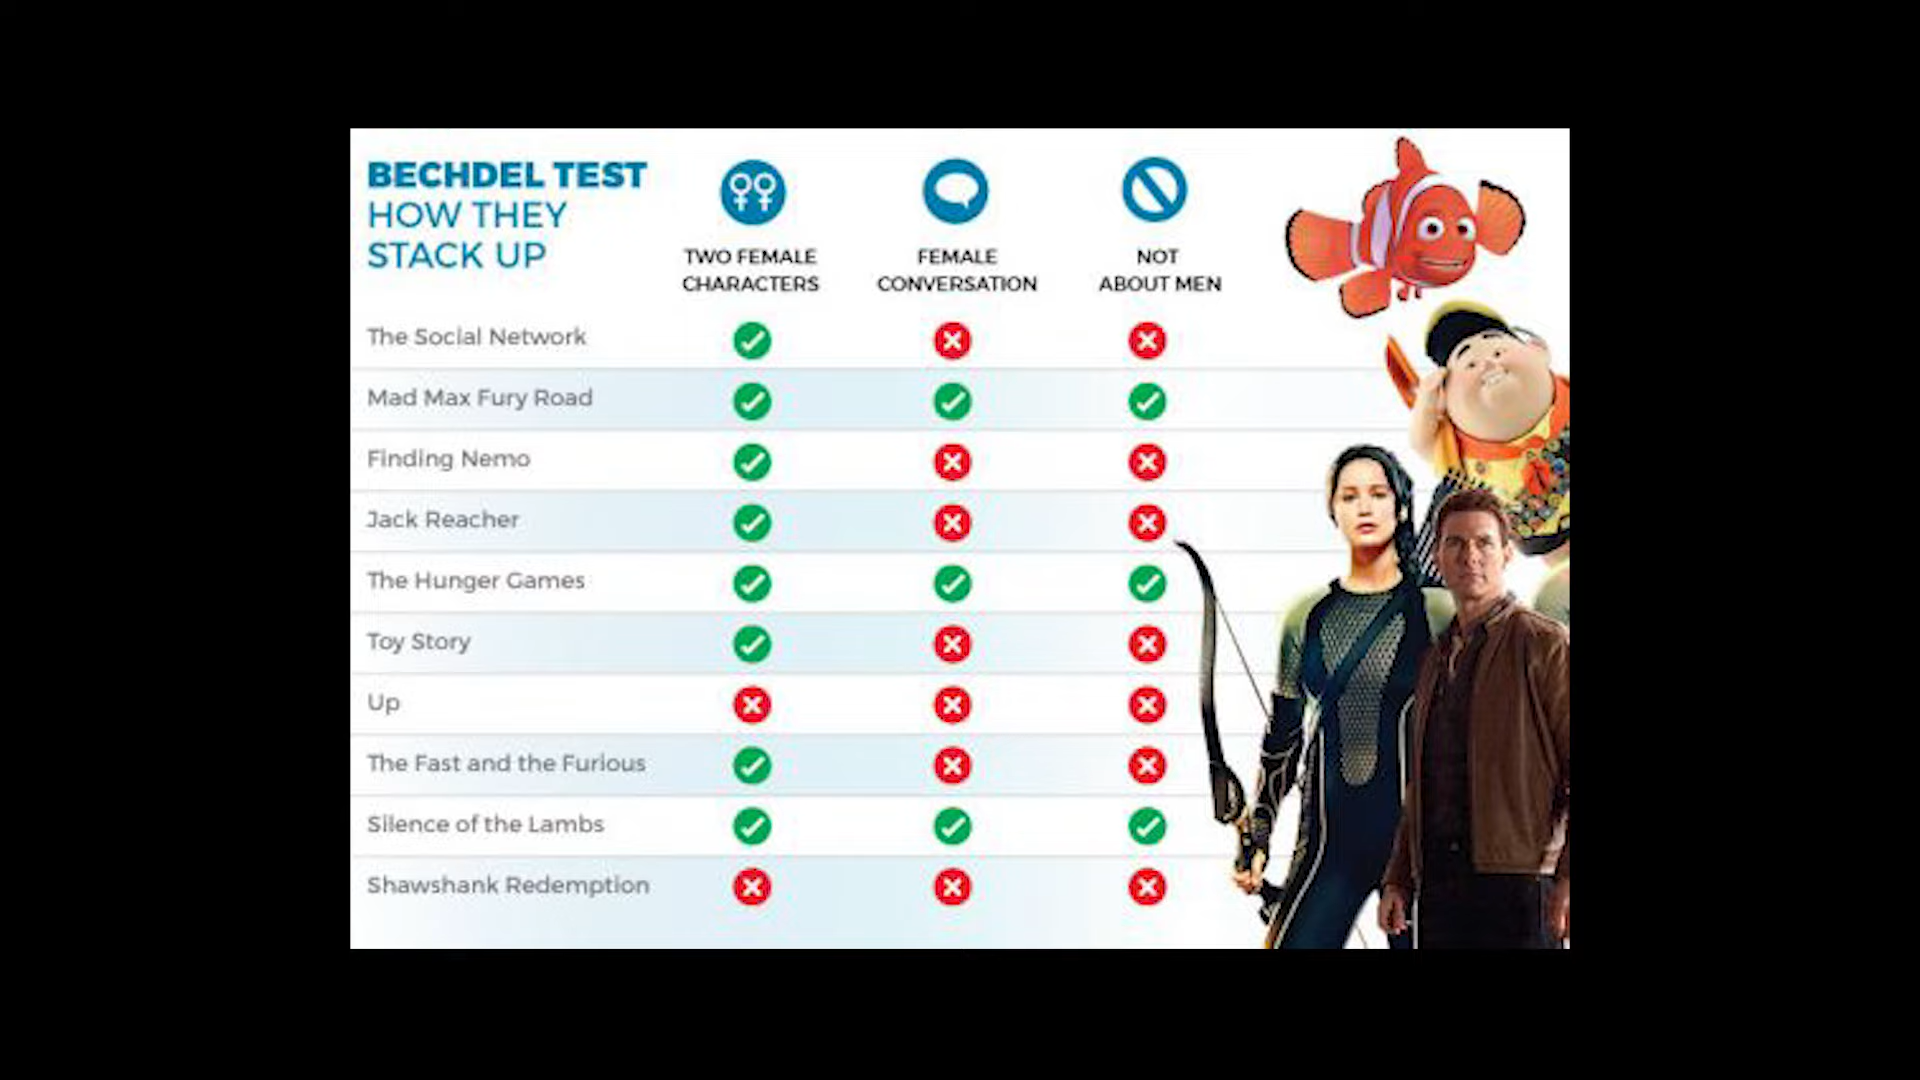 BECHDEL TEST
HOW THEY
STACK UP
TWO FEMALE
CHARACTERS
FEMALE
CONVERSATION
NOT
ABOUT MEN
The Social Network
Mad Max Fury Road
Finding Nemo
Jack Reacher
The Hunger Games
Toy Story
Up
The Fast and the Furious
Silence of the Lambs
Shawshank Redemption